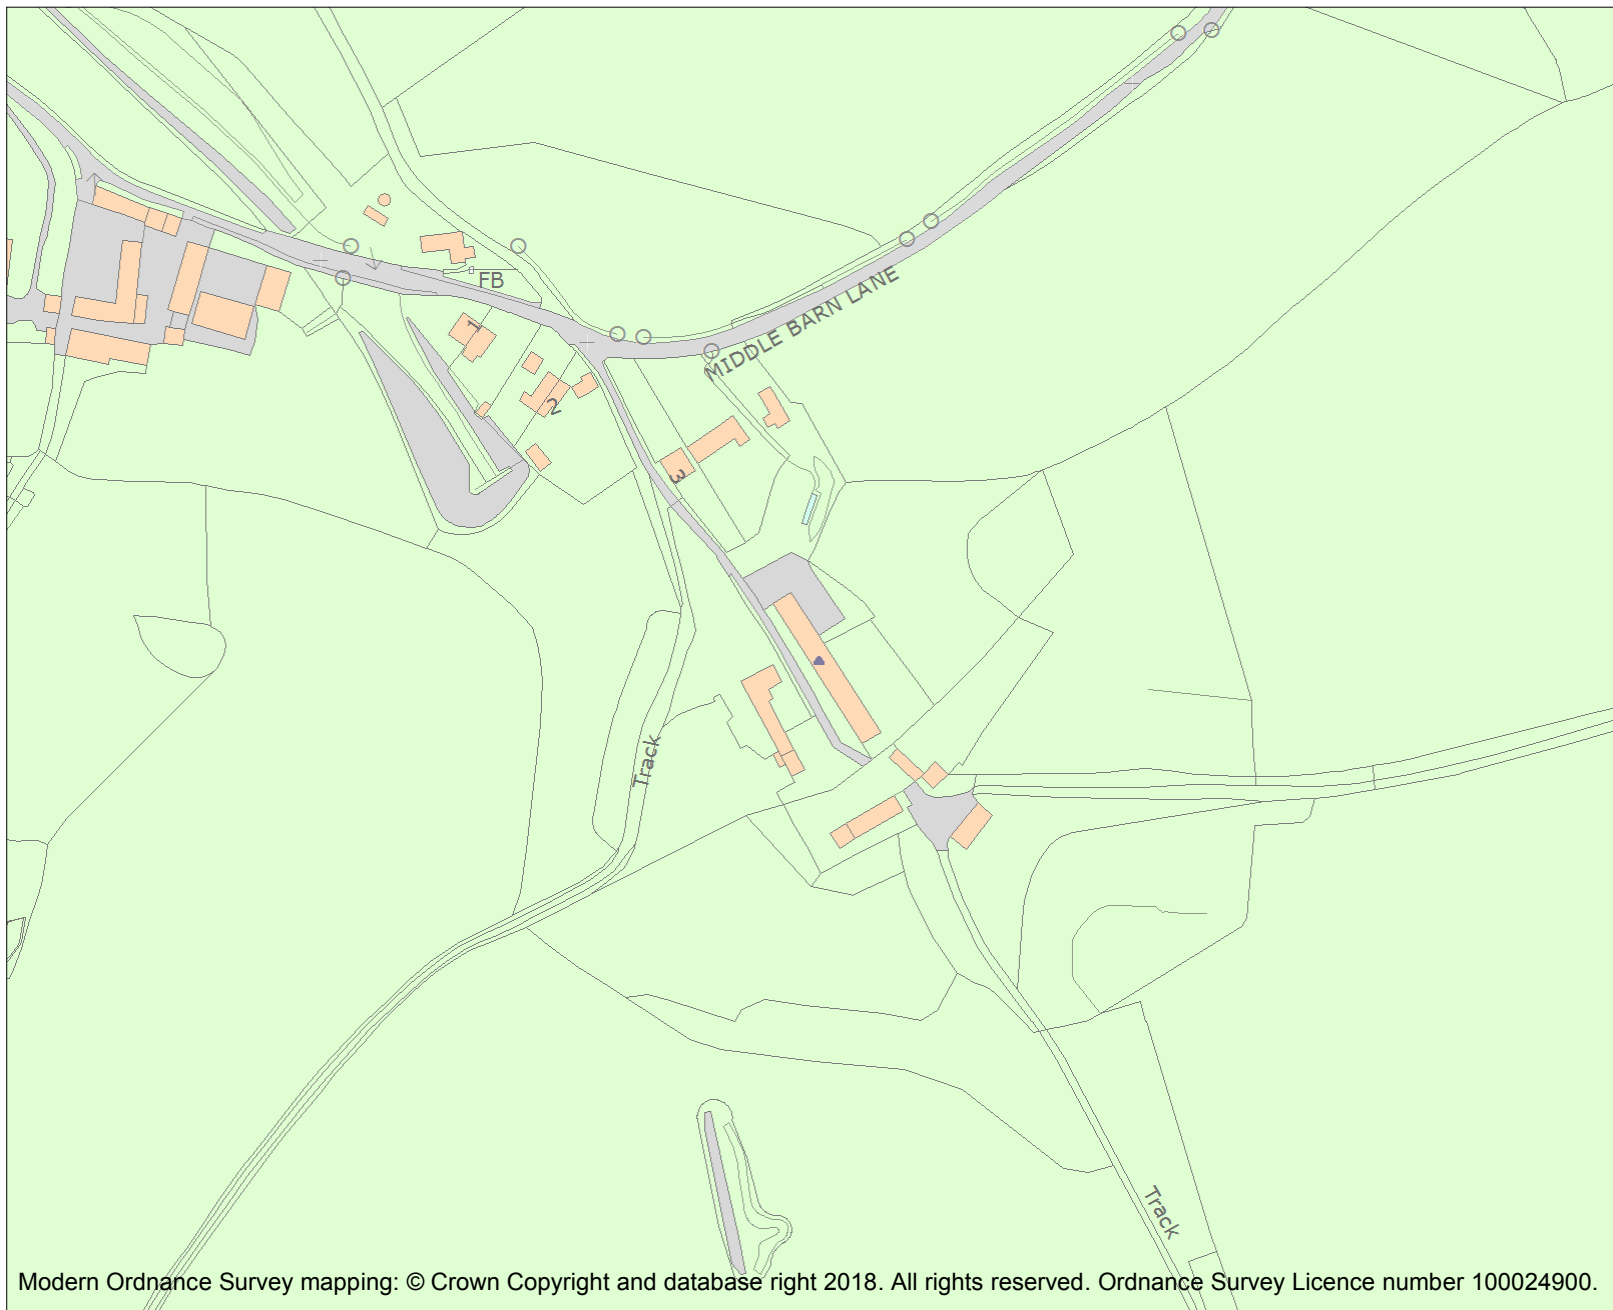 FB
MIDDLE BARN LANE
1
2
3
Track
Track
Modern Ordnance Survey mapping: © Crown Copyright and database right 2018. All rights reserved. Ordnance Survey Licence number 100024900.